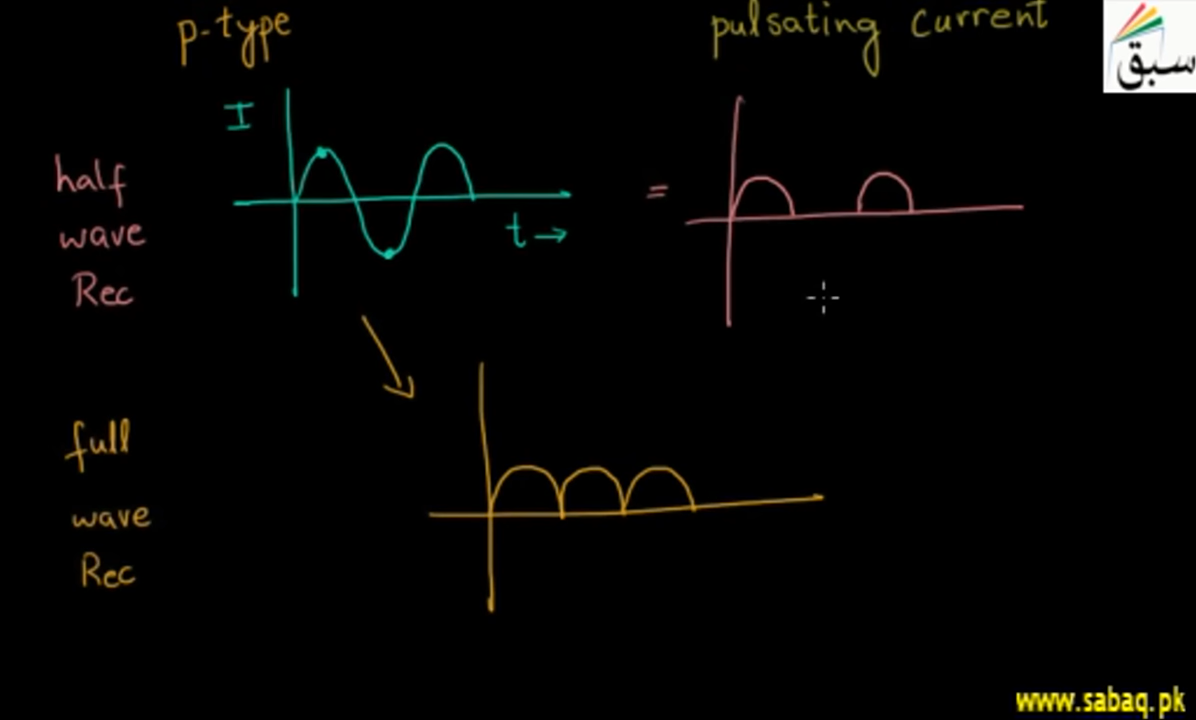 p-type
pulsating current
سبق
I
half
wave
Rec
=
t→
full
wave
Rec
www.sabaq.pk